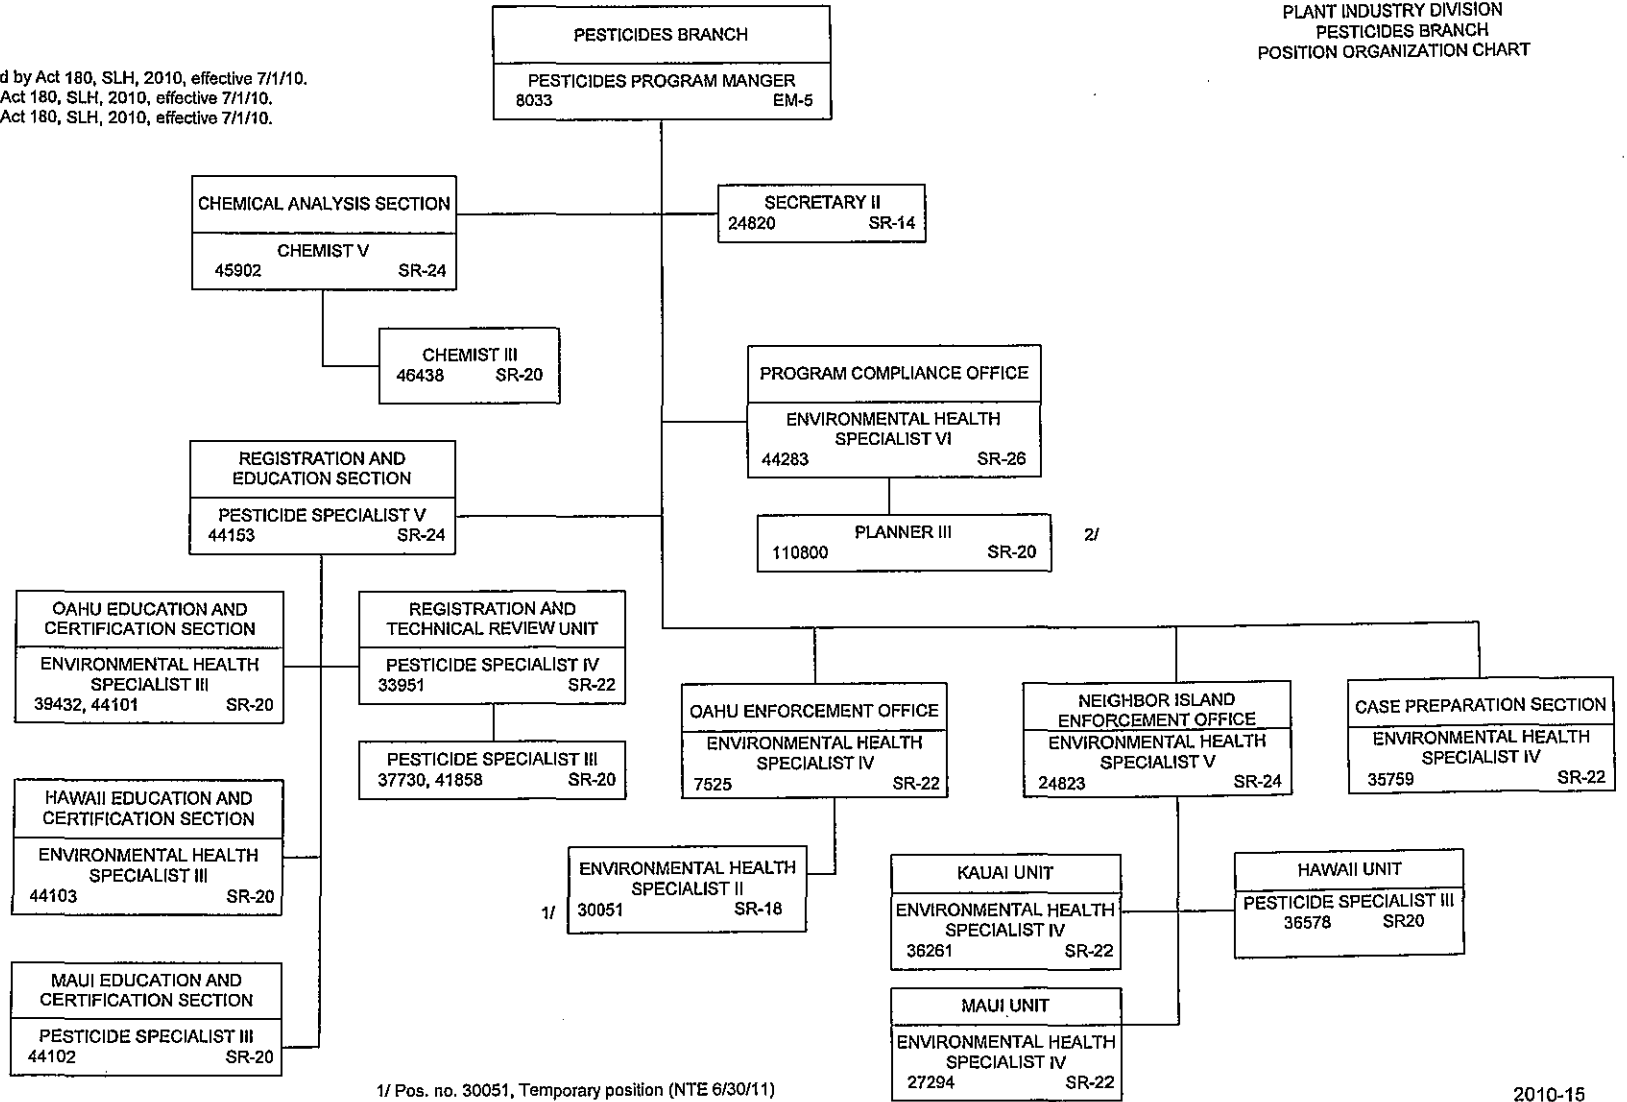 PLANT INDUSTRY DIVISION
PESTICIDES BRANCH
POSITION ORGANIZATION CHART
by Act 180, SLH, 2010, effective 7/1/10.
Act 180, SLH, 2010, effective 7/1/10.
Act 180, SLH, 2010, effective 7/1/10.
PESTICIDES BRANCH
PESTICIDES PROGRAM MANGER
8033 EM-5
CHEMICAL ANALYSIS SECTION
CHEMIST V
45902 SR-24
SECRETARY II
24820 SR-14
CHEMIST III
46438 SR-20
PROGRAM COMPLIANCE OFFICE
ENVIRONMENTAL HEALTH
SPECIALIST VI
44283 SR-26
PLANNER III
110800 SR-20
2/
REGISTRATION AND
EDUCATION SECTION
PESTICIDE SPECIALIST V
44153 SR-24
OAHU EDUCATION AND
CERTIFICATION SECTION
ENVIRONMENTAL HEALTH
SPECIALIST III
39432, 44101 SR-20
REGISTRATION AND
TECHNICAL REVIEW UNIT
PESTICIDE SPECIALIST IV
33951 SR-22
PESTICIDE SPECIALIST III
37730, 41858 SR-20
HAWAII EDUCATION AND
CERTIFICATION SECTION
ENVIRONMENTAL HEALTH
SPECIALIST III
44103 SR-20
MAUI EDUCATION AND
CERTIFICATION SECTION
PESTICIDE SPECIALIST III
44102 SR-20
OAHU ENFORCEMENT OFFICE
ENVIRONMENTAL HEALTH
SPECIALIST IV
7525 SR-22
1/
ENVIRONMENTAL HEALTH
SPECIALIST II
30051 SR-18
NEIGHBOR ISLAND
ENFORCEMENT OFFICE
ENVIRONMENTAL HEALTH
SPECIALIST V
24823 SR-24
CASE PREPARATION SECTION
ENVIRONMENTAL HEALTH
SPECIALIST IV
35759 SR-22
KAUAI UNIT
ENVIRONMENTAL HEALTH
SPECIALIST IV
36261 SR-22
HAWAII UNIT
PESTICIDE SPECIALIST III
36578 SR20
MAUI UNIT
ENVIRONMENTAL HEALTH
SPECIALIST IV
27294 SR-22
1/ Pos. no. 30051, Temporary position (NTE 6/30/11)
2010-15